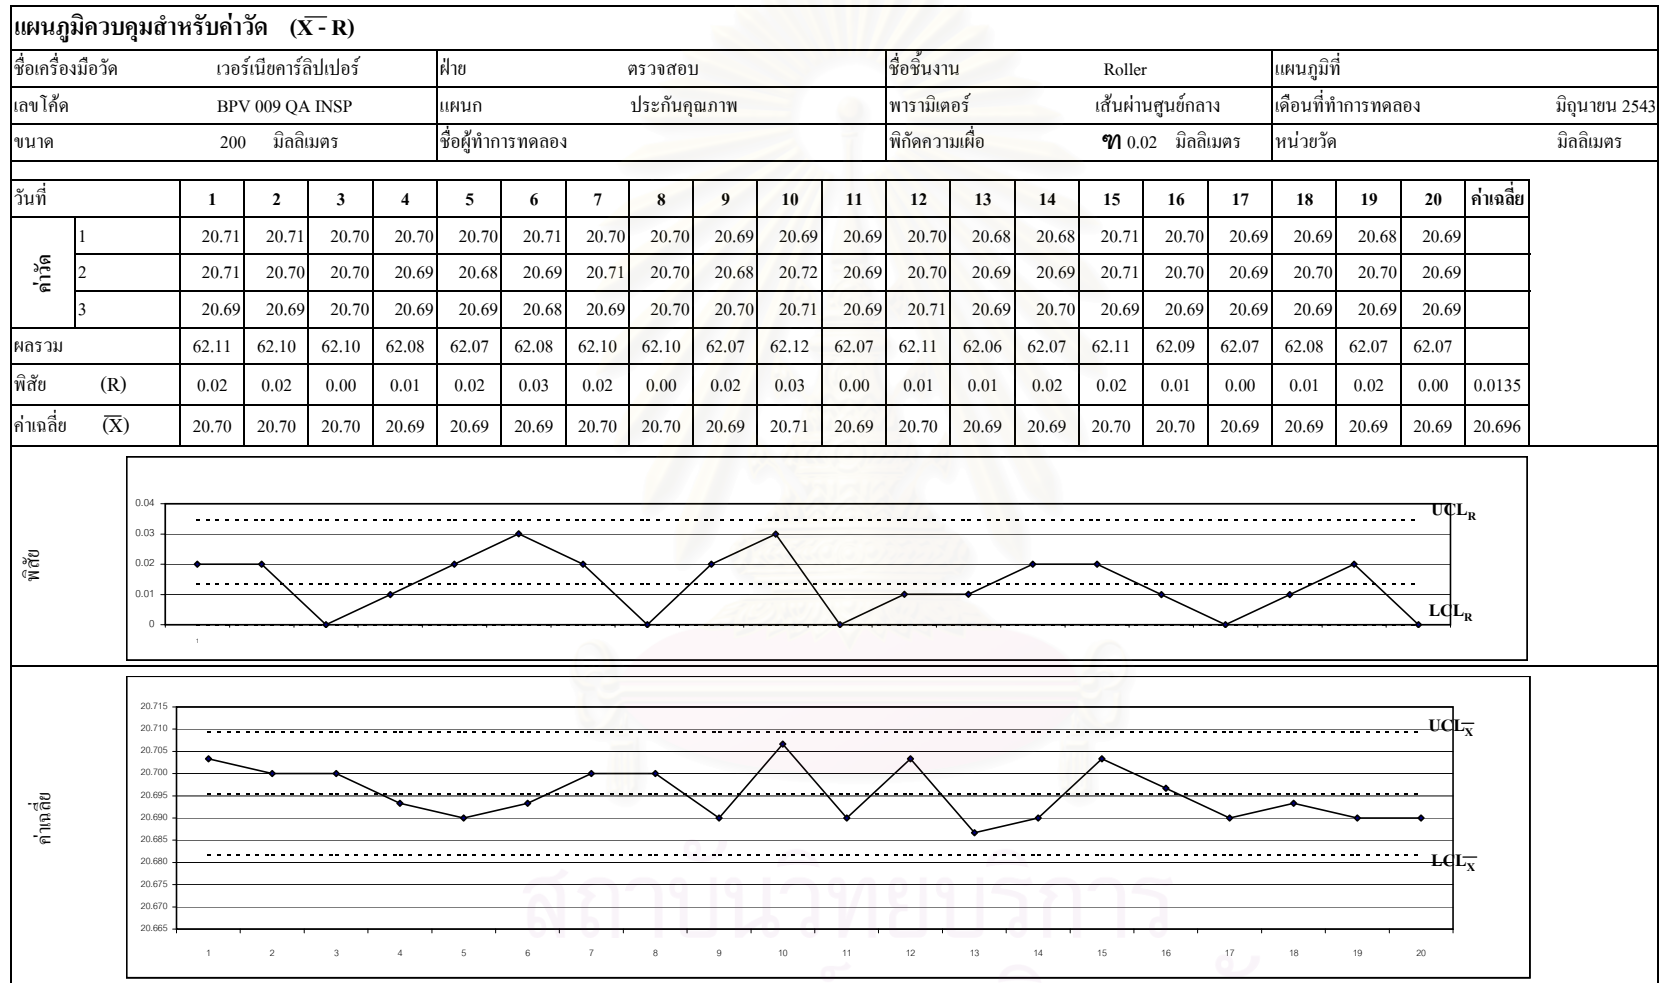 แผนภูมิควบคุมสำหรับค่าวัด (X̅ - R)
ชื่อเครื่องมือวัด เวอร์เนียคาร์ลิปเปอร์ ฝ่าย ตรวจสอบ ชื่อชิ้นงาน Roller แผนภูมิที่
เลขโค้ด BPV 009 QA INSP แผนก ประกันคุณภาพ พารามิเตอร์ เส้นผ่านศูนย์กลาง เดือนที่ทำการทดลอง มิถุนายน 2543
ขนาด 200 มิลลิเมตร ชื่อผู้ทำการทดลอง พิกัดความเผื่อ ฑ 0.02 มิลลิเมตร หน่วยวัด มิลลิเมตร
วันที่ 1 2 3 4 5 6 7 8 9 10 11 12 13 14 15 16 17 18 19 20 ค่าเฉลี่ย
ค่าวัด
1 20.71 20.71 20.70 20.70 20.70 20.71 20.70 20.70 20.69 20.69 20.69 20.70 20.68 20.68 20.71 20.70 20.69 20.69 20.68 20.69
2 20.71 20.70 20.70 20.69 20.68 20.69 20.71 20.70 20.68 20.72 20.69 20.70 20.69 20.69 20.71 20.70 20.69 20.70 20.70 20.69
3 20.69 20.69 20.70 20.69 20.69 20.68 20.69 20.70 20.70 20.71 20.69 20.71 20.69 20.70 20.69 20.69 20.69 20.69 20.69 20.69
ผลรวม 62.11 62.10 62.10 62.08 62.07 62.08 62.10 62.10 62.07 62.12 62.07 62.11 62.06 62.07 62.11 62.09 62.07 62.08 62.07 62.07
พิสัย (R) 0.02 0.02 0.00 0.01 0.02 0.03 0.02 0.00 0.02 0.03 0.00 0.01 0.01 0.02 0.02 0.01 0.00 0.01 0.02 0.00 0.0135
ค่าเฉลี่ย (X̅) 20.70 20.70 20.70 20.69 20.69 20.69 20.70 20.70 20.69 20.71 20.69 20.70 20.69 20.69 20.70 20.70 20.69 20.69 20.69 20.69 20.696
พิสัย
0.04
UCL_R
0.03
0.02
0.01
LCL_R
0
1
ค่าเฉลี่ย
20.715
20.710
UCL_X̅
20.705
20.700
20.695
20.690
20.685
20.680
LCL_X̅
20.675
20.670
20.665
1 2 3 4 5 6 7 8 9 10 11 12 13 14 15 16 17 18 19 20
สถาบันวิทยบริการ